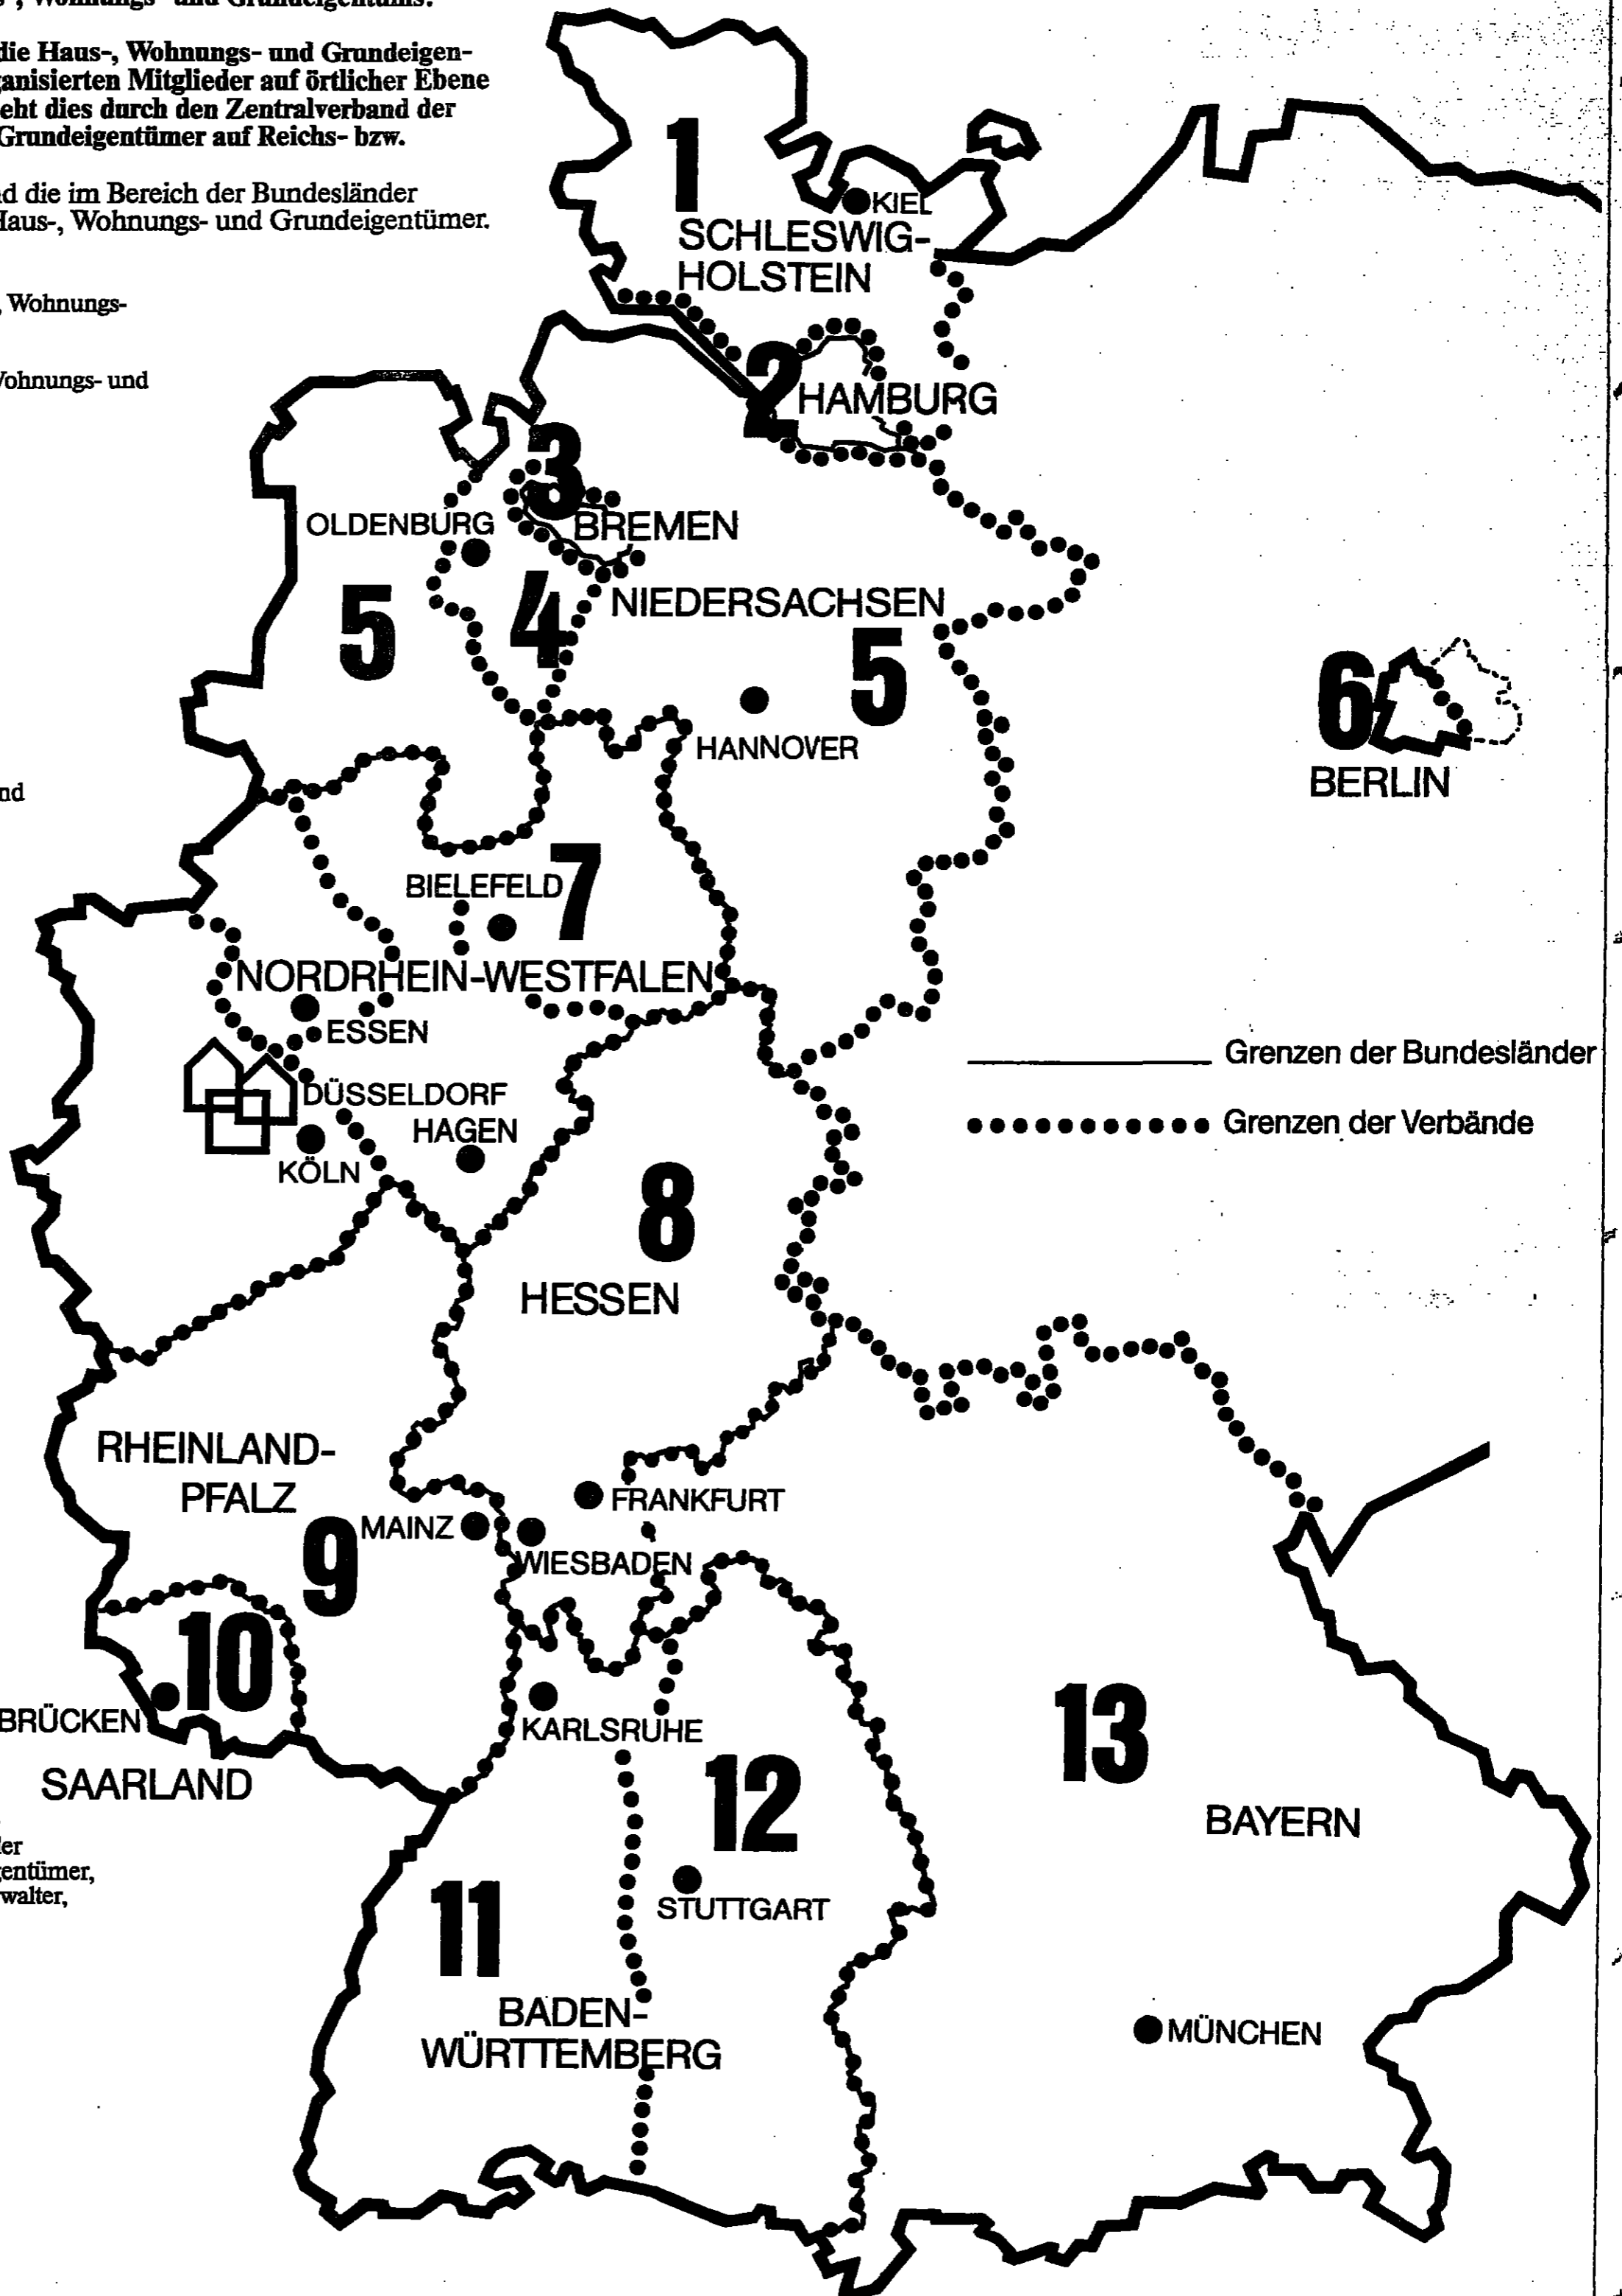 Wohnungs- und Grundeigentums.
die Haus-, Wohnungs- und Grundeigen-
ganisierten Mitglieder auf örtlicher Ebene
eht dies durch den Zentralverband der
Grundeigentümer auf Reichs- bzw.
d die im Bereich der Bundesländer
Haus-, Wohnungs- und Grundeigentümer.
, Wohnungs-
Wohnungs- und
nd
ler
gentümer,
walter,
1
KIEL
SCHLESWIG-
HOLSTEIN
2
HAMBURG
3
BREMEN
OLDENBURG
4
NIEDERSACHSEN
5
5
HANNOVER
6
BERLIN
7
BIELEFELD
NORDRHEIN-WESTFALEN
ESSEN
DÜSSELDORF
HAGEN
KÖLN
Grenzen der Bundesländer
Grenzen der Verbände
8
HESSEN
RHEINLAND-
PFALZ
FRANKFURT
MAINZ
9
WIESBADEN
10
BRÜCKEN
SAARLAND
KARLSRUHE
12
13
BAYERN
11
STUTTGART
BADEN-
WÜRTTEMBERG
MÜNCHEN